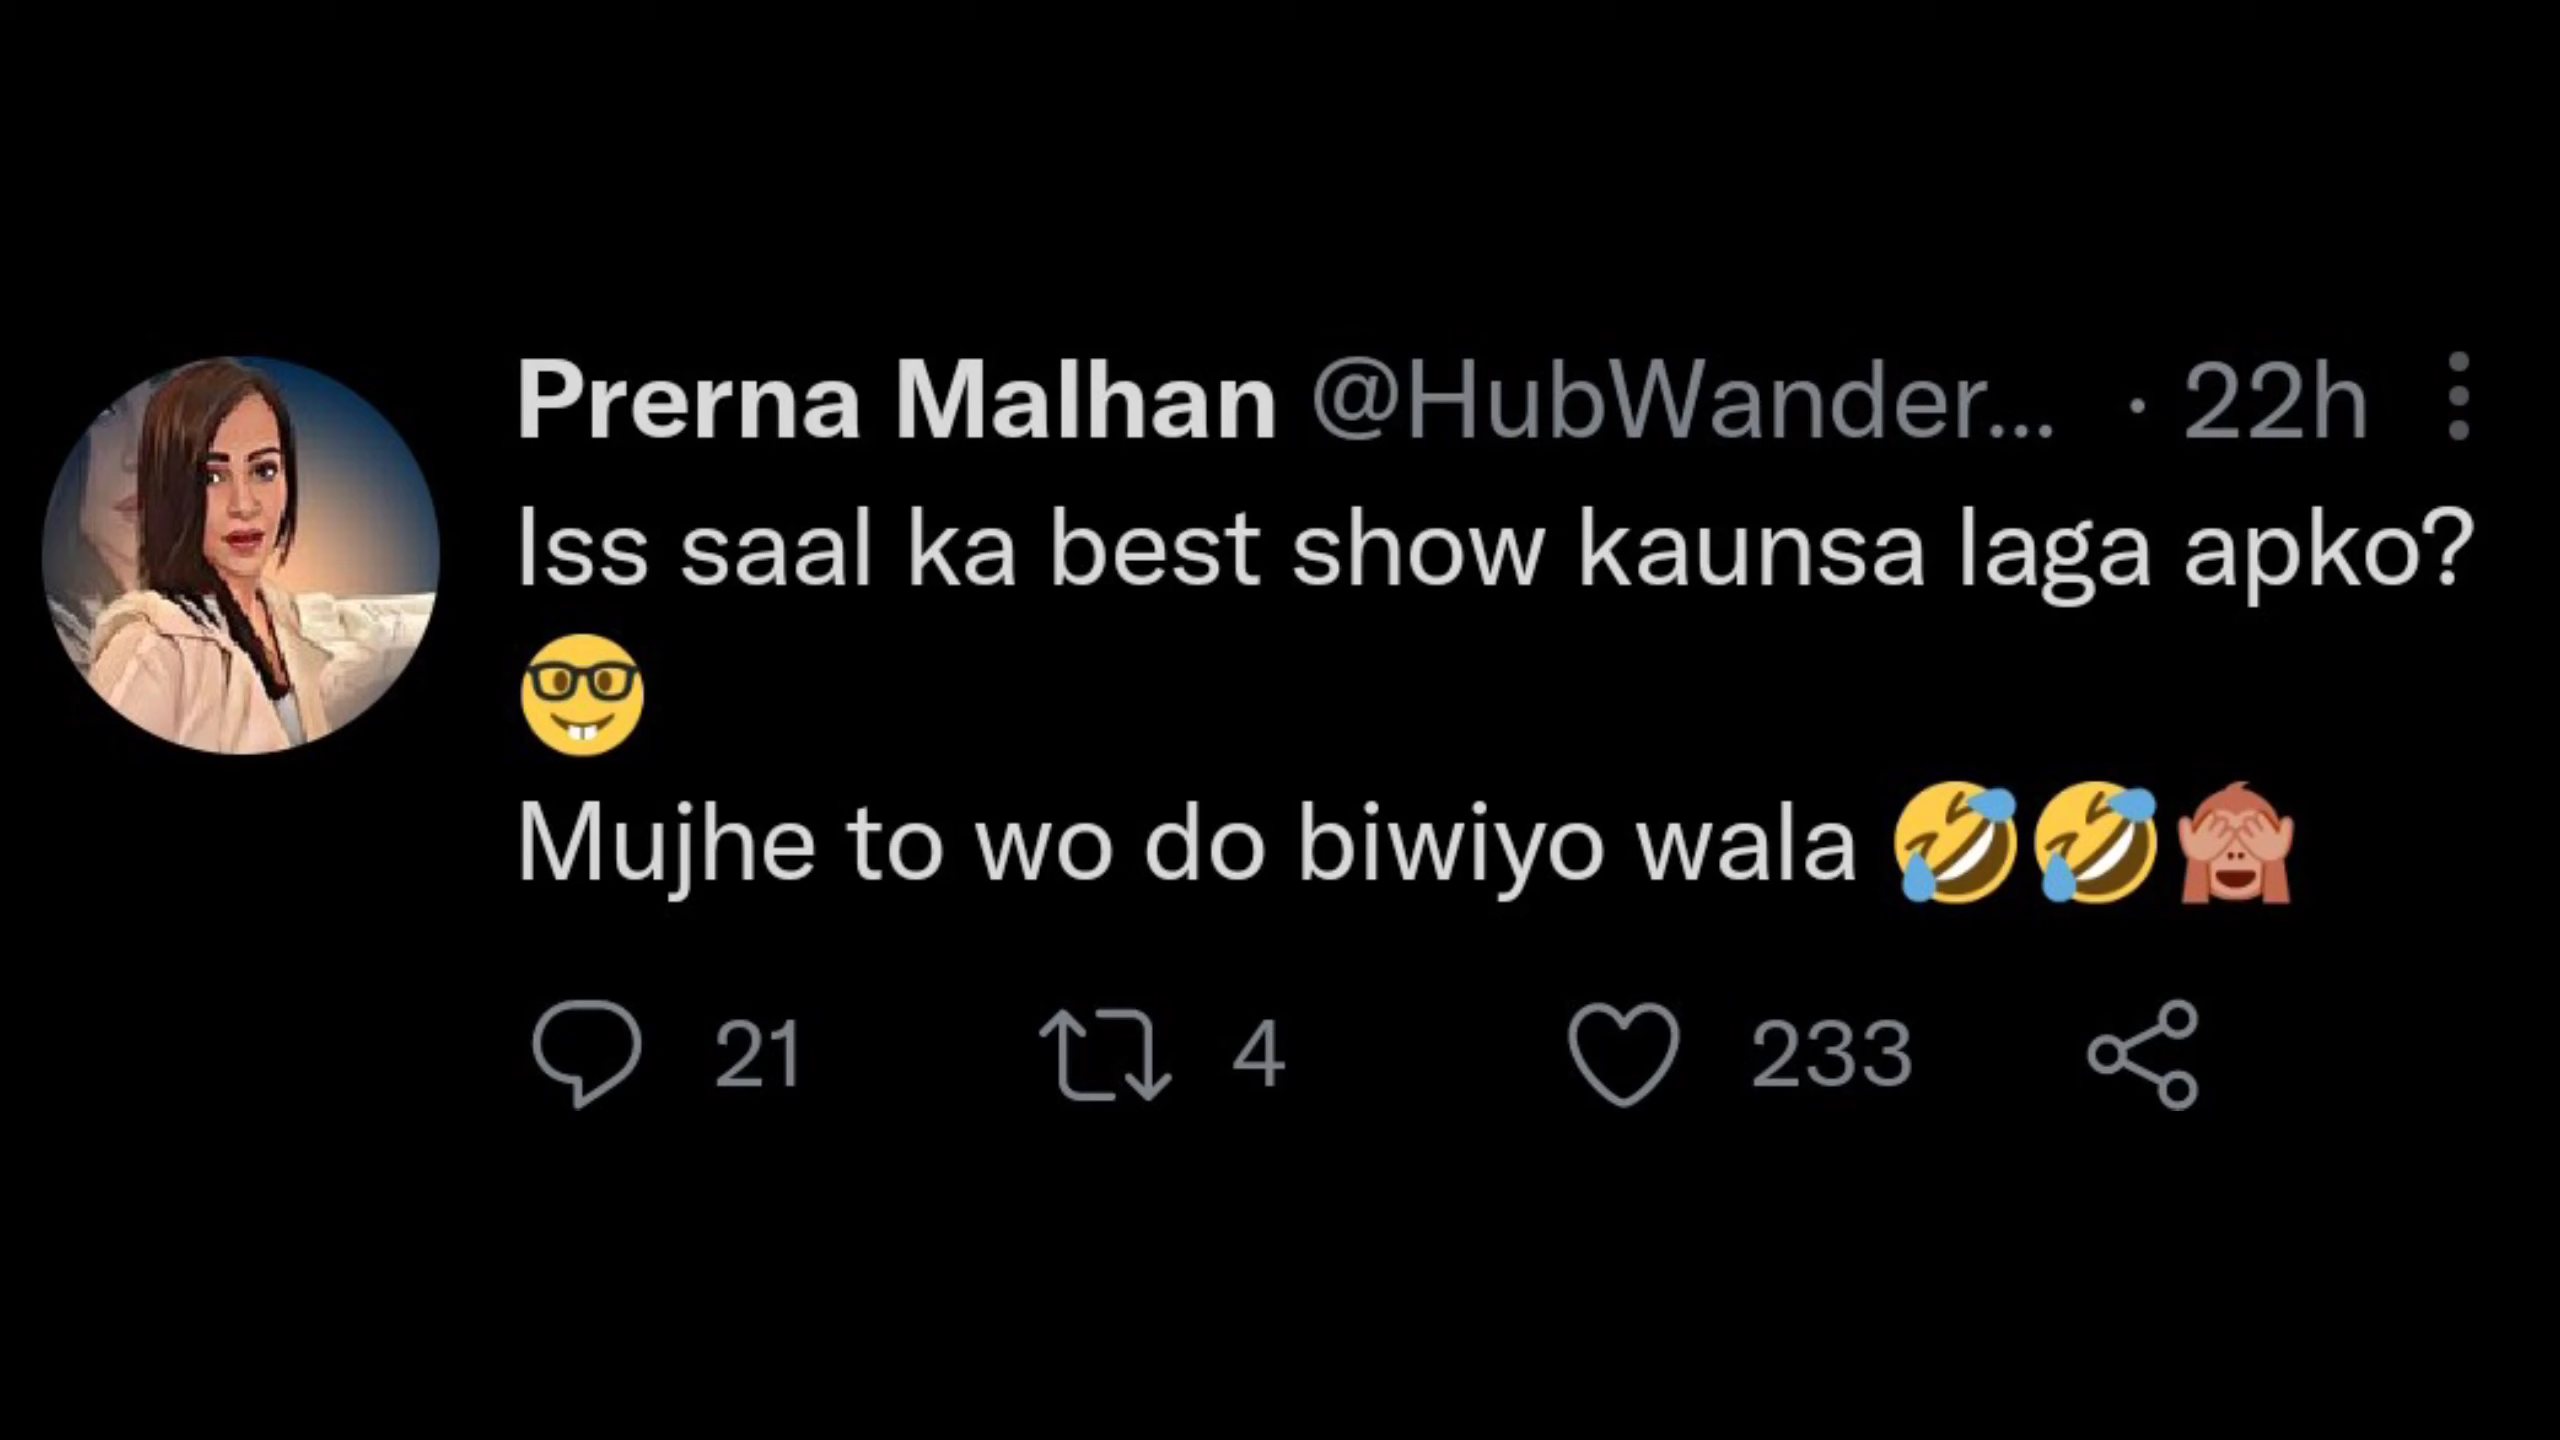 Prerna Malhan @HubWander... · 22h
Iss saal ka best show kaunsa laga apko?
🤓
Mujhe to wo do biwiyo wala 🤣🤣🙈
21 4 233